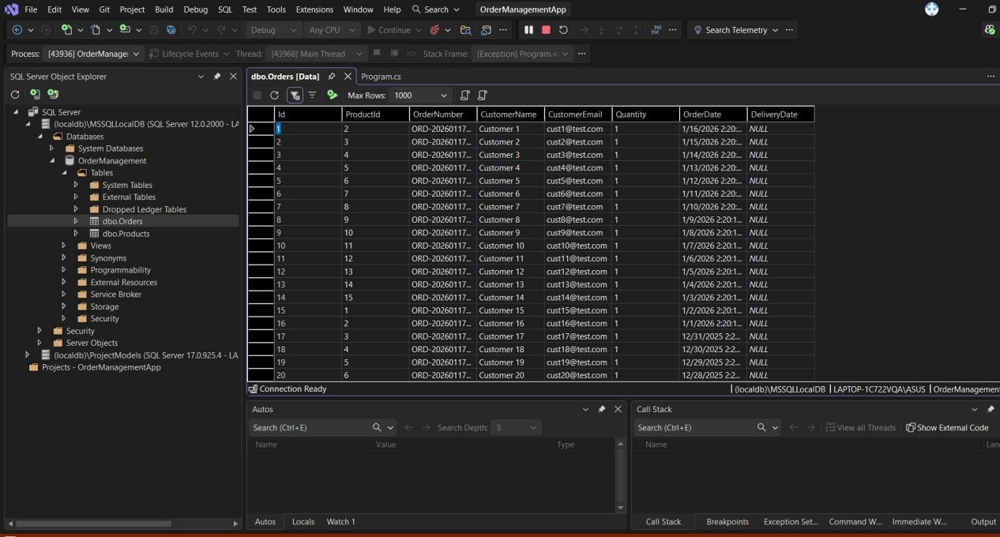 File Edit View Git Project Build Debug SQL Test Tools Extensions Window Help Search OrderManagementApp
Debug Any CPU Continue Search Telemetry
Process: [43936] OrderManager Lifecycle Events Thread: [43968] Main Thread Stack Frame: [Exception] Program.<
SQL Server Object Explorer
SQL Server
(localdb)\MSSQLLocalDB (SQL Server 12.0.2000 - LA
Databases
System Databases
OrderManagement
Tables
System Tables
External Tables
Dropped Ledger Tables
dbo.Orders
dbo.Products
Views
Synonyms
Programmability
External Resources
Service Broker
Storage
Security
Security
Server Objects
(localdb)\ProjectModels (SQL Server 17.0.925.4 - LA
Projects - OrderManagementApp
dbo.Orders [Data] Program.cs
Max Rows: 1000
Id ProductId OrderNumber CustomerName CustomerEmail Quantity OrderDate DeliveryDate
1 2 ORD-20260117... Customer 1 cust1@test.com 1 1/16/2026 2:20:... NULL
2 3 ORD-20260117... Customer 2 cust2@test.com 1 1/15/2026 2:20:... NULL
3 4 ORD-20260117... Customer 3 cust3@test.com 1 1/14/2026 2:20:... NULL
4 5 ORD-20260117... Customer 4 cust4@test.com 1 1/13/2026 2:20:... NULL
5 6 ORD-20260117... Customer 5 cust5@test.com 1 1/12/2026 2:20:... NULL
6 7 ORD-20260117... Customer 6 cust6@test.com 1 1/11/2026 2:20:... NULL
7 8 ORD-20260117... Customer 7 cust7@test.com 1 1/10/2026 2:20:... NULL
8 9 ORD-20260117... Customer 8 cust8@test.com 1 1/9/2026 2:20:1... NULL
9 10 ORD-20260117... Customer 9 cust9@test.com 1 1/8/2026 2:20:1... NULL
10 11 ORD-20260117... Customer 10 cust10@test.com 1 1/7/2026 2:20:1... NULL
11 12 ORD-20260117... Customer 11 cust11@test.com 1 1/6/2026 2:20:1... NULL
12 13 ORD-20260117... Customer 12 cust12@test.com 1 1/5/2026 2:20:1... NULL
13 14 ORD-20260117... Customer 13 cust13@test.com 1 1/4/2026 2:20:1... NULL
14 15 ORD-20260117... Customer 14 cust14@test.com 1 1/3/2026 2:20:1... NULL
15 1 ORD-20260117... Customer 15 cust15@test.com 1 1/2/2026 2:20:1... NULL
16 2 ORD-20260117... Customer 16 cust16@test.com 1 1/1/2026 2:20:1... NULL
17 3 ORD-20260117... Customer 17 cust17@test.com 1 12/31/2025 2:2... NULL
18 4 ORD-20260117... Customer 18 cust18@test.com 1 12/30/2025 2:2... NULL
19 5 ORD-20260117... Customer 19 cust19@test.com 1 12/29/2025 2:2... NULL
20 6 ORD-20260117... Customer 20 cust20@test.com 1 12/28/2025 2:2... NULL
Connection Ready (localdb)\MSSQLLocalDB LAPTOP-1C722VQA\ASUS OrderManagement
Autos
Search (Ctrl+E) Search Depth: 3
Name Value Type
Autos Locals Watch 1
Call Stack
Search (Ctrl+E) View all Threads Show External Code
Name Lan
Call Stack Breakpoints Exception Set... Command W... Immediate W... Output